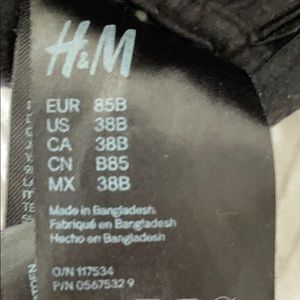 H&M
EUR 85B
US 38B
CA 38B
CN B85
MX 38B
Made in Bangladesh
Fabriqué en Bangladesh
Hecho en Bangladesh
O/N 117534
P/N 0567532 9